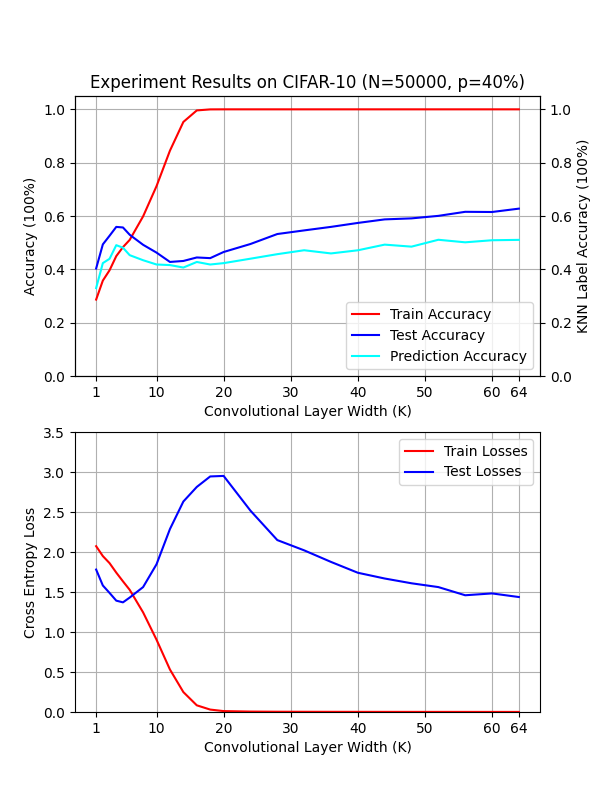 Experiment Results on CIFAR-10 (N=50000, p=40%)
Accuracy (100%)
1.0
0.8
0.6
0.4
0.2
0.0
1.0
0.8
0.6
0.4
0.2
0.0
KNN Label Accuracy (100%)
Train Accuracy
Test Accuracy
Prediction Accuracy
1 10 20 30 40 50 60 64
Convolutional Layer Width (K)
Cross Entropy Loss
3.5
3.0
2.5
2.0
1.5
1.0
0.5
0.0
Train Losses
Test Losses
1 10 20 30 40 50 60 64
Convolutional Layer Width (K)